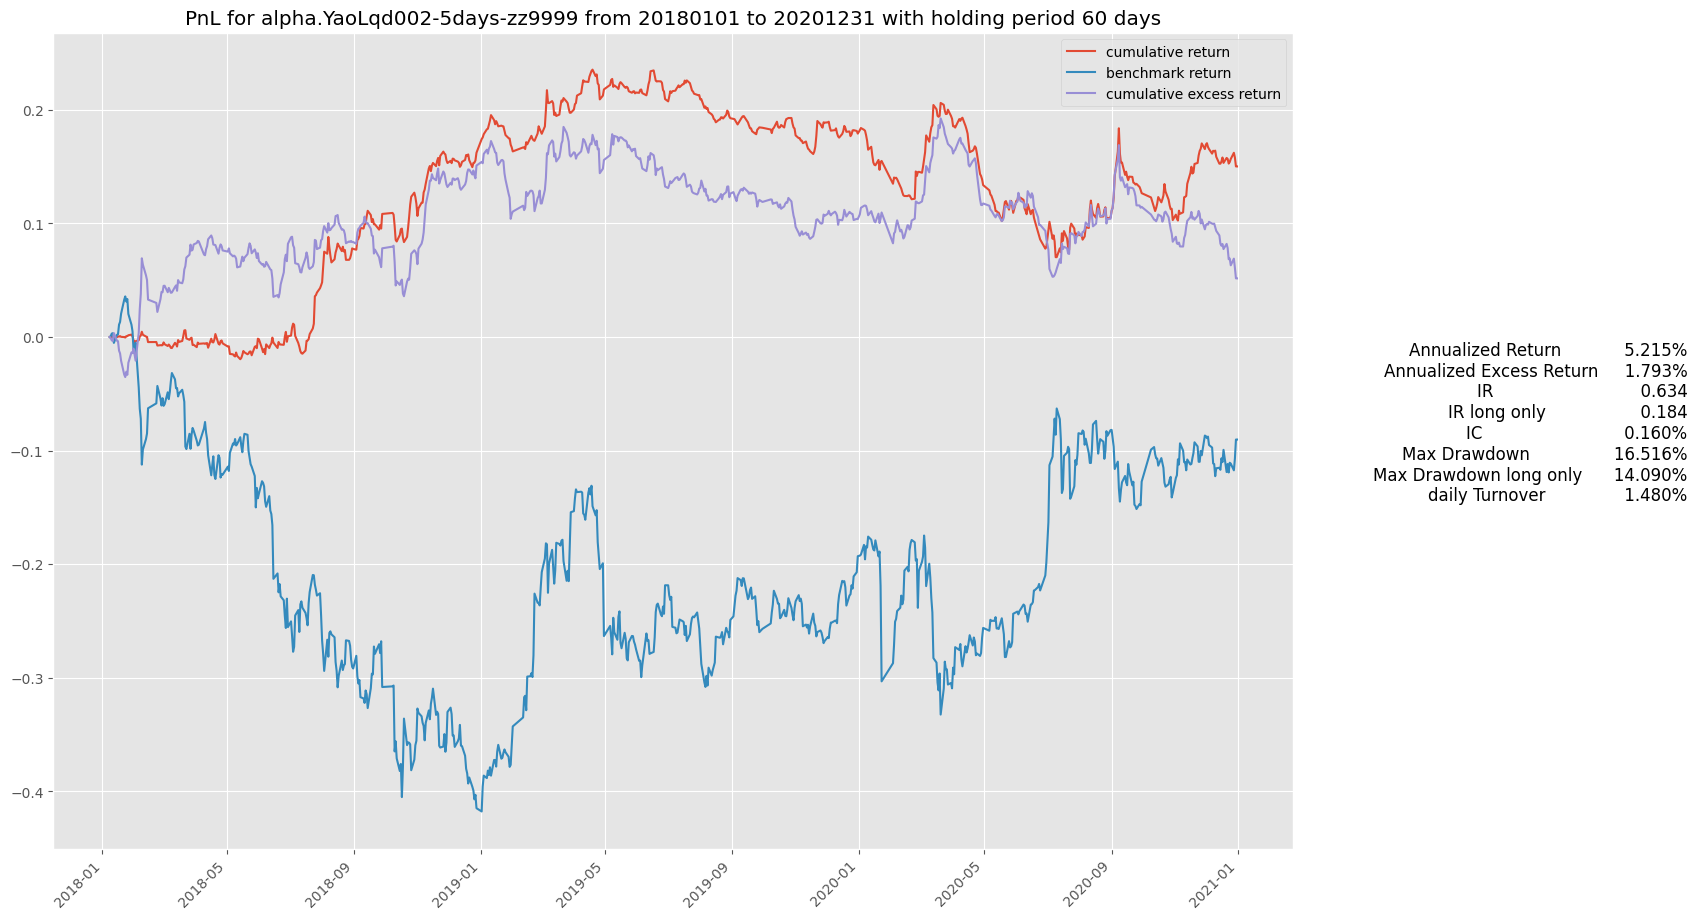 PnL for alpha.YaoLqd002-5days-zz9999 from 20180101 to 20201231 with holding period 60 days
cumulative return
benchmark return
cumulative excess return
0.2
0.1
0.0
−0.1
−0.2
−0.3
−0.4
2018-01
2018-05
2018-09
2019-01
2019-05
2019-09
2020-01
2020-05
2020-09
2021-01
Annualized Return 5.215%
Annualized Excess Return 1.793%
IR 0.634
IR long only 0.184
IC 0.160%
Max Drawdown 16.516%
Max Drawdown long only 14.090%
daily Turnover 1.480%